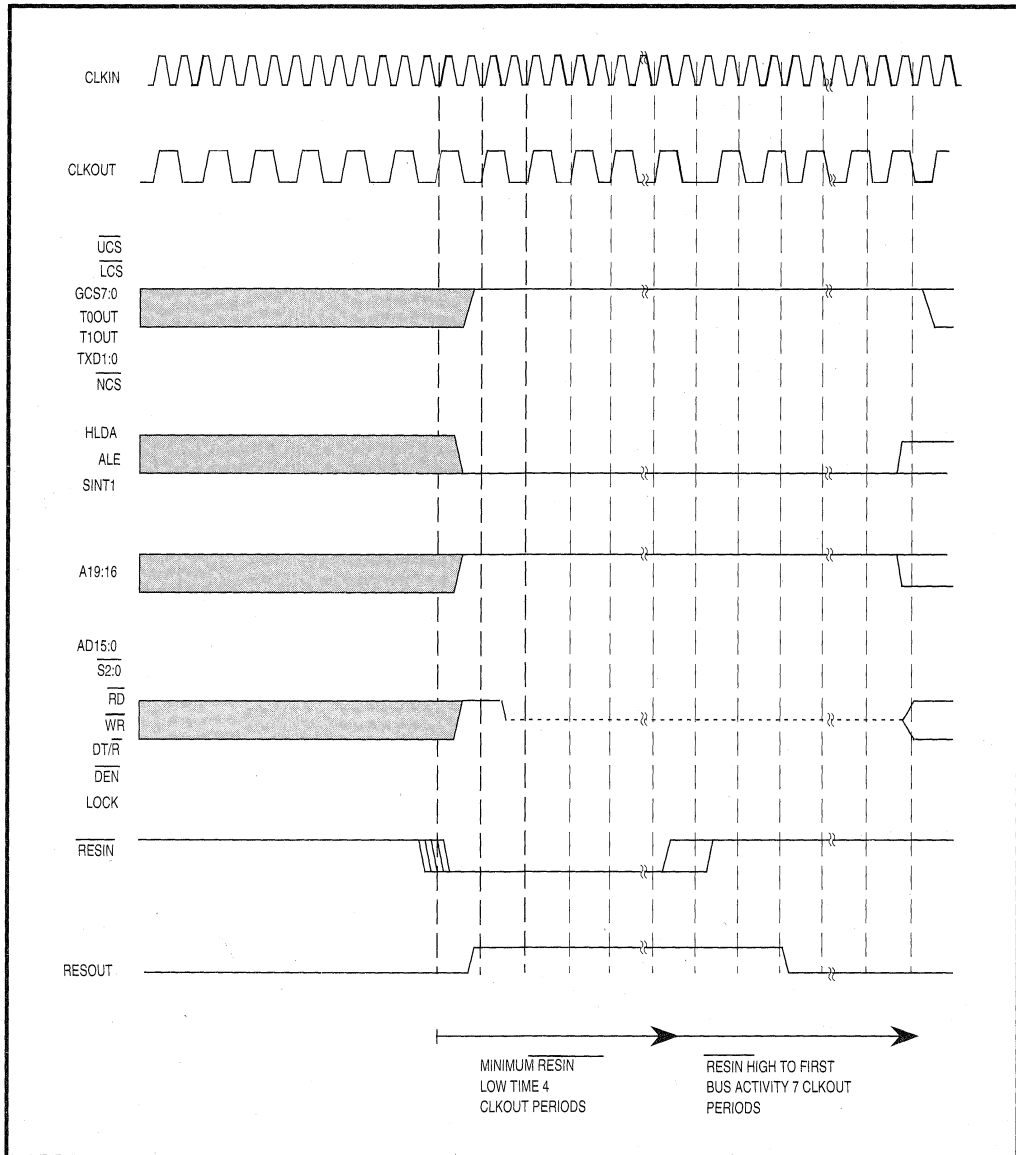 CLKIN
CLKOUT
UCS
LCS
GCS7:0
T0OUT
T1OUT
TXD1:0
NCS
HLDA
ALE
SINT1
A19:16
AD15:0
S2:0
RD
WR
DT/R
DEN
LOCK
RESIN
RESOUT
MINIMUM RESIN
LOW TIME 4
CLKOUT PERIODS
RESIN HIGH TO FIRST
BUS ACTIVITY 7 CLKOUT
PERIODS